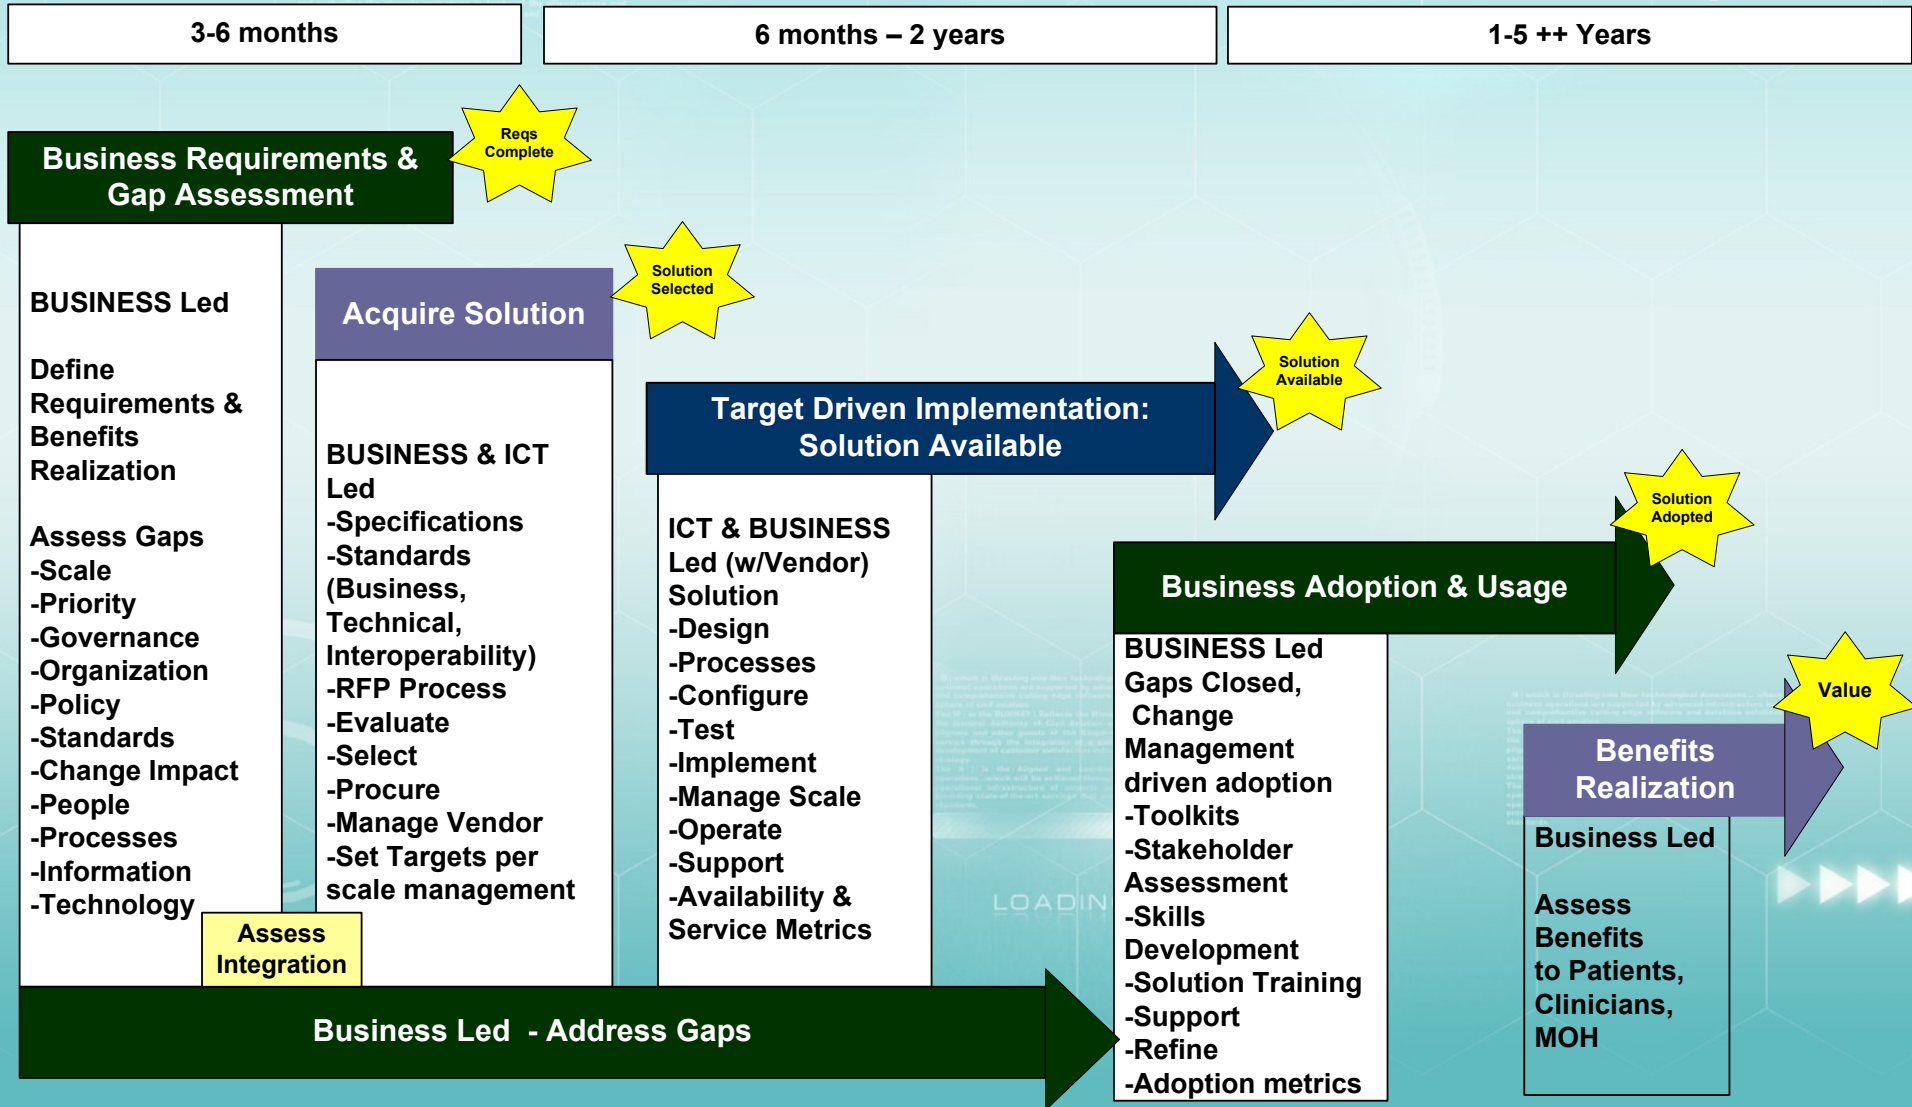 3-6 months
6 months – 2 years
1-5 ++ Years
Reqs
Complete
Business Requirements &
Gap Assessment
BUSINESS Led
Define
Requirements &
Benefits
Realization
Assess Gaps
-Scale
-Priority
-Governance
-Organization
-Policy
-Standards
-Change Impact
-People
-Processes
-Information
-Technology
Assess
Integration
Solution
Selected
Acquire Solution
BUSINESS & ICT
Led
-Specifications
-Standards
(Business,
Technical,
Interoperability)
-RFP Process
-Evaluate
-Select
-Procure
-Manage Vendor
-Set Targets per
scale management
Solution
Available
Target Driven Implementation:
Solution Available
ICT & BUSINESS
Led (w/Vendor)
Solution
-Design
-Processes
-Configure
-Test
-Implement
-Manage Scale
-Operate
-Support
-Availability &
Service Metrics
Business Led - Address Gaps
Solution
Adopted
Business Adoption & Usage
BUSINESS Led
Gaps Closed,
Change
Management
driven adoption
-Toolkits
-Stakeholder
Assessment
-Skills
Development
-Solution Training
-Support
-Refine
-Adoption metrics
Value
Benefits
Realization
Business Led
Assess
Benefits
to Patients,
Clinicians,
MOH
LOADIN